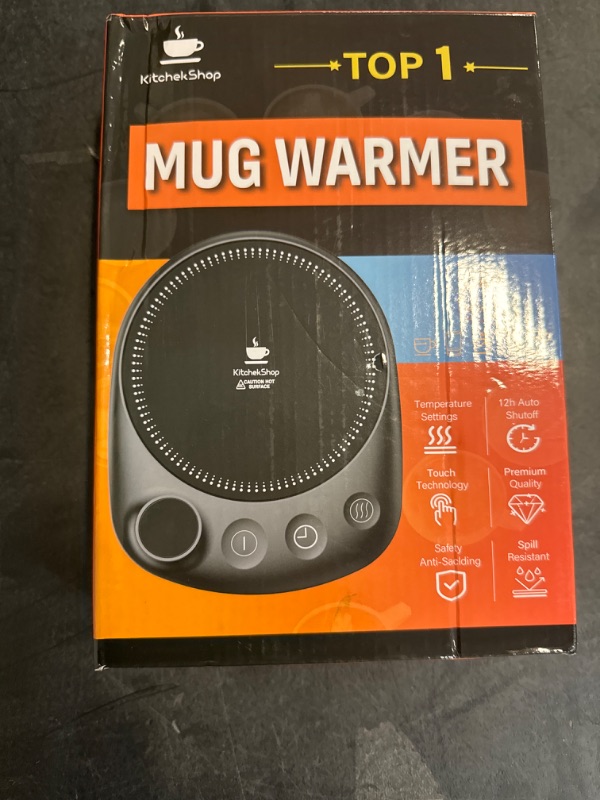 KitchekShop
TOP 1
MUG WARMER
KitchekShop
CAUTION HOT
SURFACE
Temperature
Settings
12h Auto
Shutoff
Touch
Technology
Premium
Quality
Safety
Anti-Saclding
Spill
Resistant